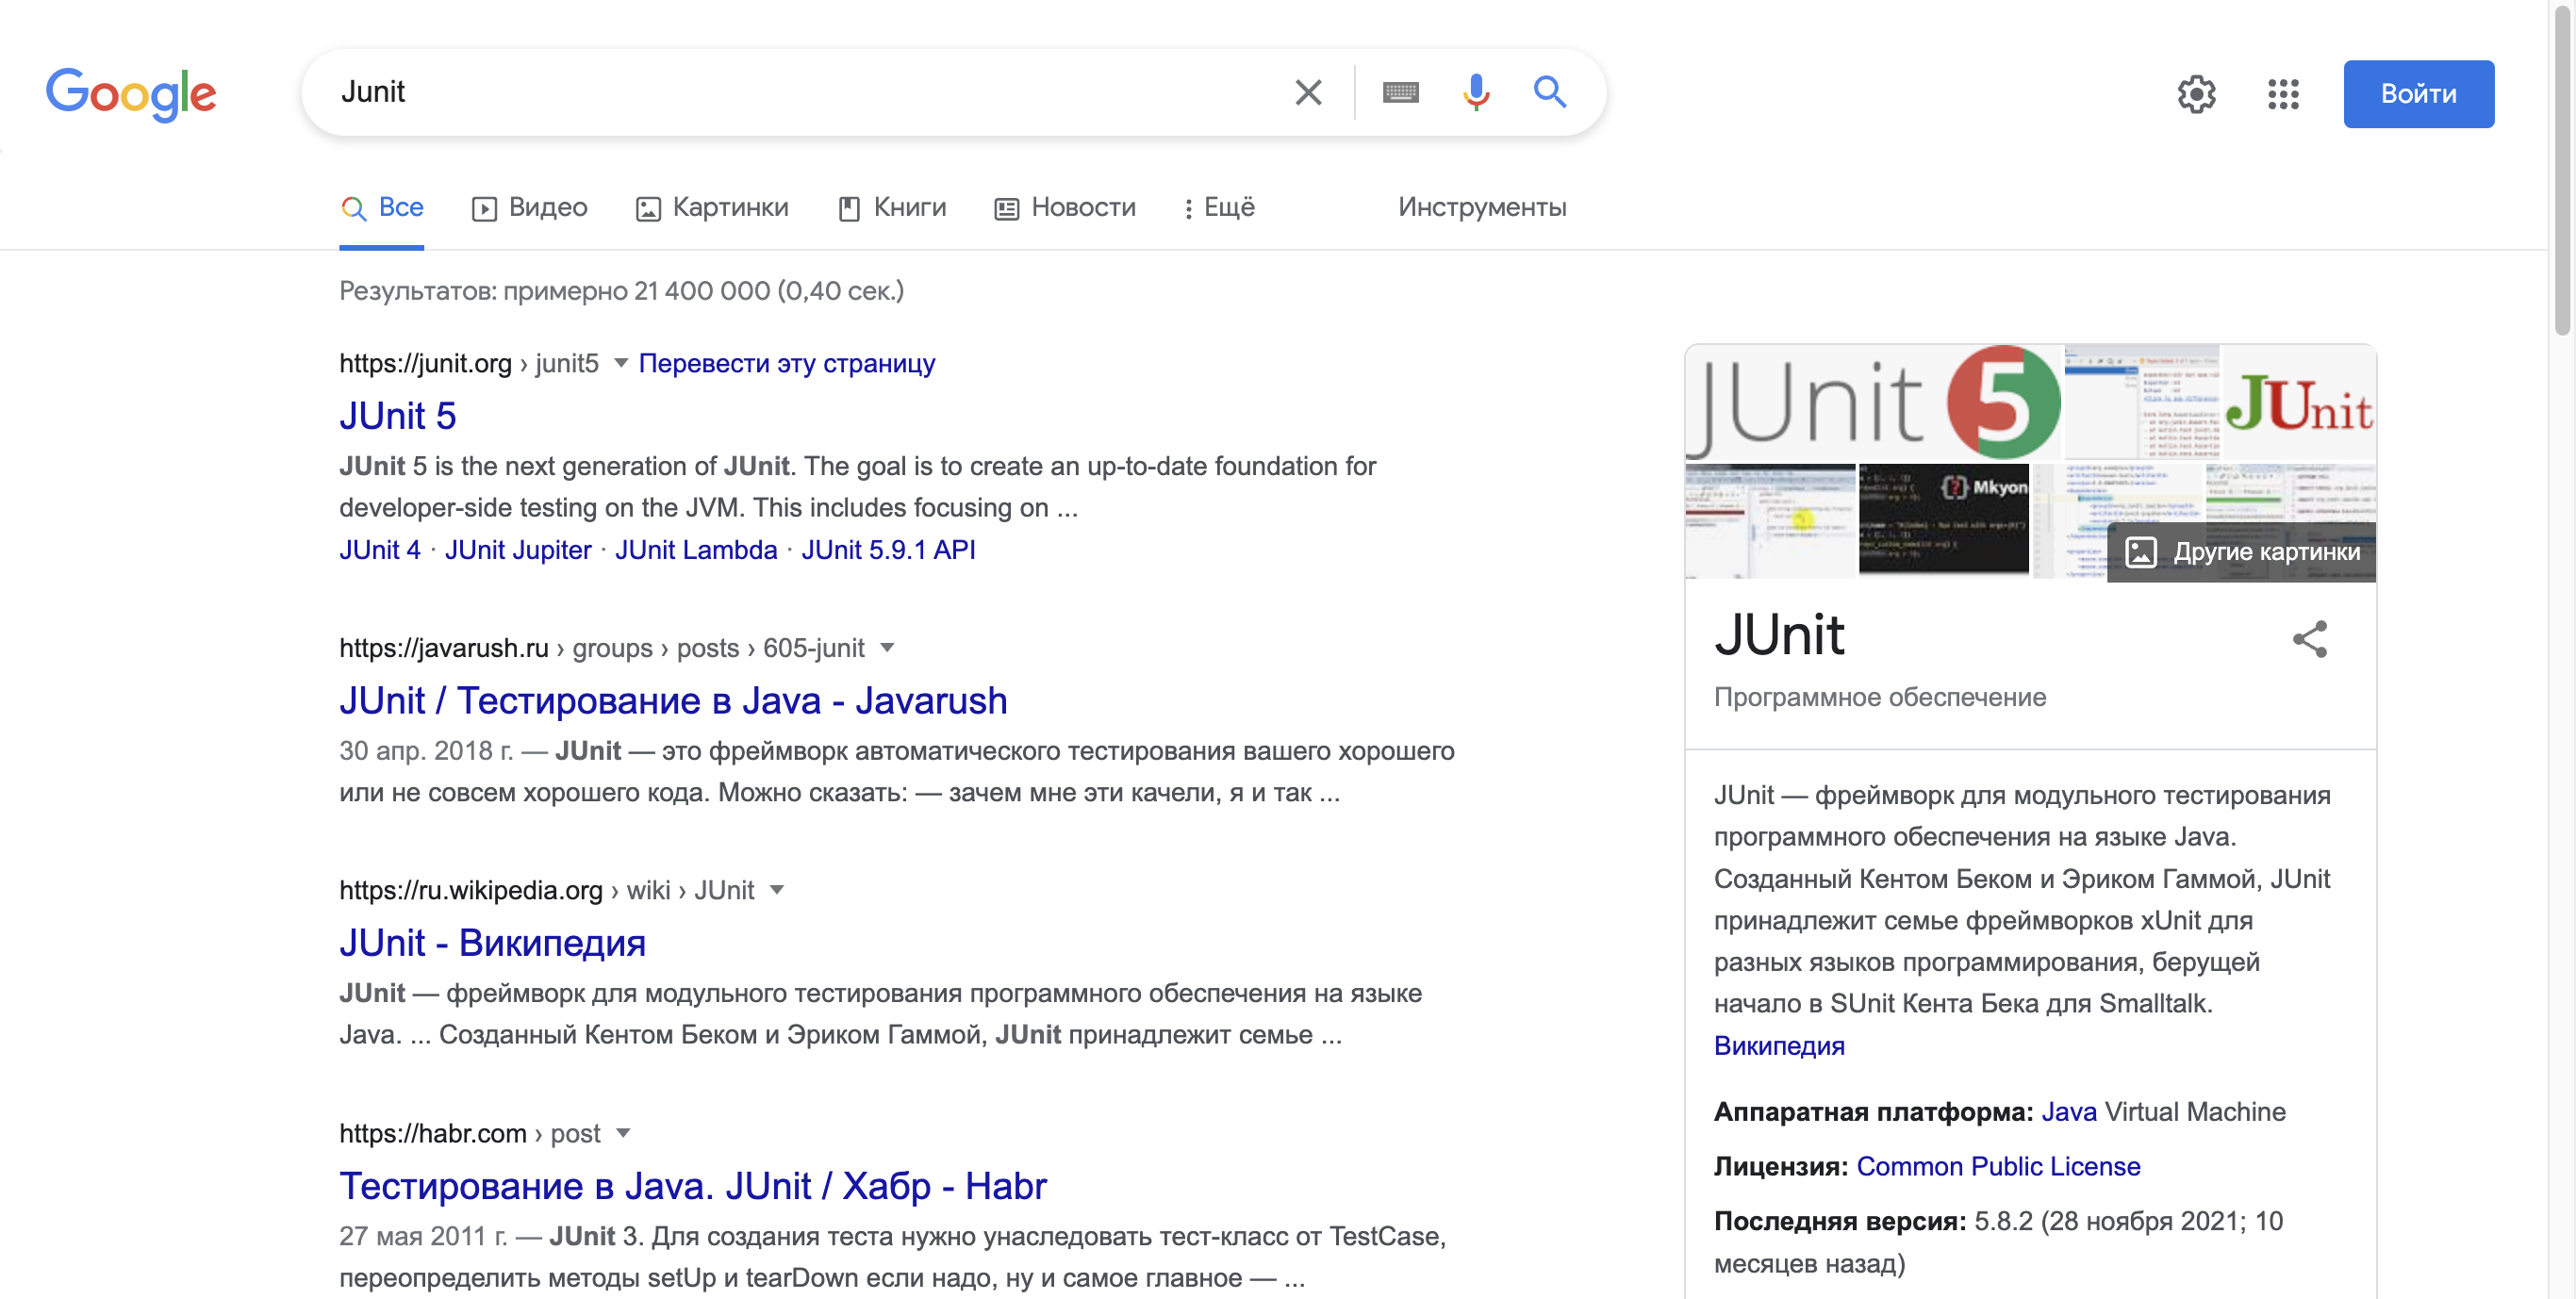 Google
Junit
Войти
Все
Видео
Картинки
Книги
Новости
Ещё
Инструменты
Результатов: примерно 21 400 000 (0,40 сек.)
https://junit.org › junit5 Перевести эту страницу
JUnit 5
JUnit 5 is the next generation of JUnit. The goal is to create an up-to-date foundation for
developer-side testing on the JVM. This includes focusing on ...
JUnit 4 · JUnit Jupiter · JUnit Lambda · JUnit 5.9.1 API
https://javarush.ru › groups › posts › 605-junit
JUnit / Тестирование в Java - Javarush
30 апр. 2018 г. — JUnit — это фреймворк автоматического тестирования вашего хорошего
или не совсем хорошего кода. Можно сказать: — зачем мне эти качели, я и так ...
https://ru.wikipedia.org › wiki › JUnit
JUnit - Википедия
JUnit — фреймворк для модульного тестирования программного обеспечения на языке
Java. ... Созданный Кентом Беком и Эриком Гаммой, JUnit принадлежит семье ...
https://habr.com › post
Тестирование в Java. JUnit / Хабр - Habr
27 мая 2011 г. — JUnit 3. Для создания теста нужно унаследовать тест-класс от TestCase,
переопределить методы setUp и tearDown если надо, ну и самое главное — ...
JUnit 5
JUnit
Mkyon
Другие картинки
JUnit
Программное обеспечение
JUnit — фреймворк для модульного тестирования
программного обеспечения на языке Java.
Созданный Кентом Беком и Эриком Гаммой, JUnit
принадлежит семье фреймворков xUnit для
разных языков программирования, берущей
начало в SUnit Кента Бека для Smalltalk.
Википедия
Аппаратная платформа: Java Virtual Machine
Лицензия: Common Public License
Последняя версия: 5.8.2 (28 ноября 2021; 10
месяцев назад)